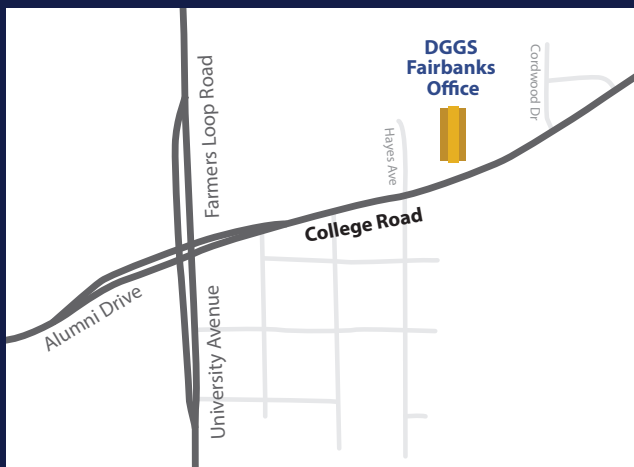 DGGS
Fairbanks
Office
Cordwood Dr
Farmers Loop Road
Hayes Ave
College Road
Alumni Drive
University Avenue